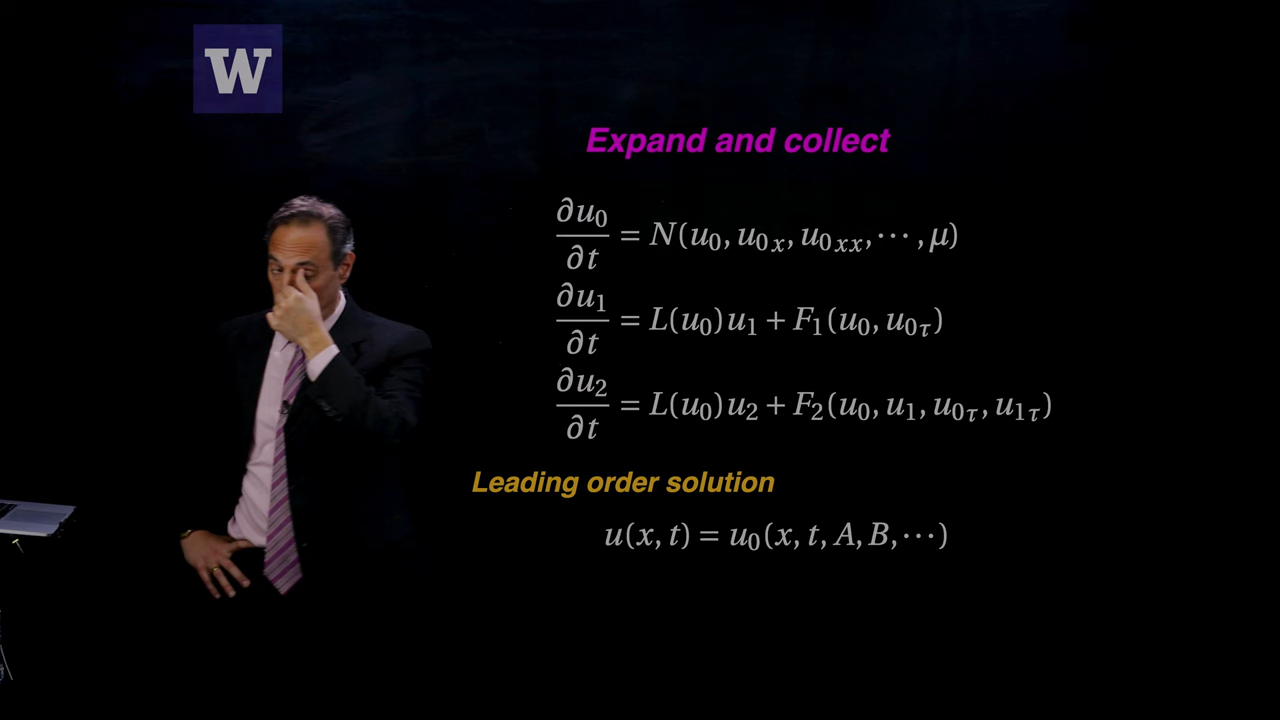 W
Expand and collect
∂u₀/∂t = N(u₀, u₀ₓ, u₀ₓₓ, ⋯ , μ)
∂u₁/∂t = L(u₀)u₁ + F₁(u₀, u₀τ)
∂u₂/∂t = L(u₀)u₂ + F₂(u₀, u₁, u₀τ, u₁τ)
Leading order solution
u(x, t) = u₀(x, t, A, B, ⋯)